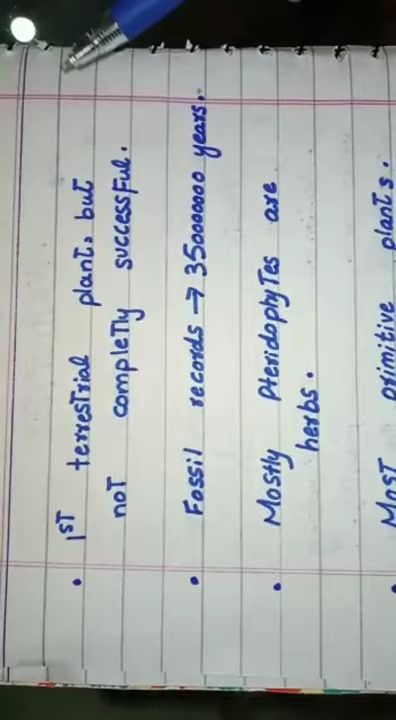 • 1ST terrestrial plant, but
not completly successful.
• Fossil records → 350000000 years.
• Mostly Pteridophytes are
herbs.
• Most primitive plants.